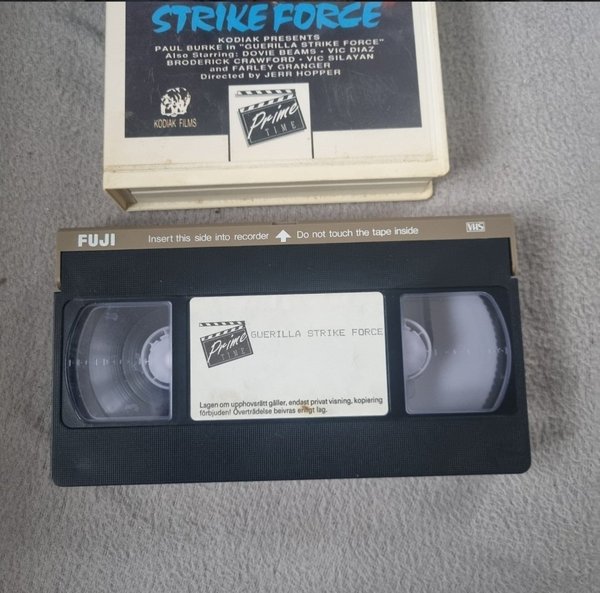 STRIKE FORCE
KODIAK PRESENTS
PAUL BURKE in "GUERILLA STRIKE FORCE"
Also Starring: DOVIE BEAMS • VIC DIAZ
BRODERICK CRAWFORD • VIC SILAYAN
and FARLEY GRANGER
Directed by JERR HOPPER
KODIAK FILMS
Prime
TIME
FUJI Insert this side into recorder Do not touch the tape inside VHS
Prime
TIME
GUERILLA STRIKE FORCE
Lagen om upphovsrätt gäller, endast privat visning, kopiering
förbjuden! Överträdelse beivras enligt lag.